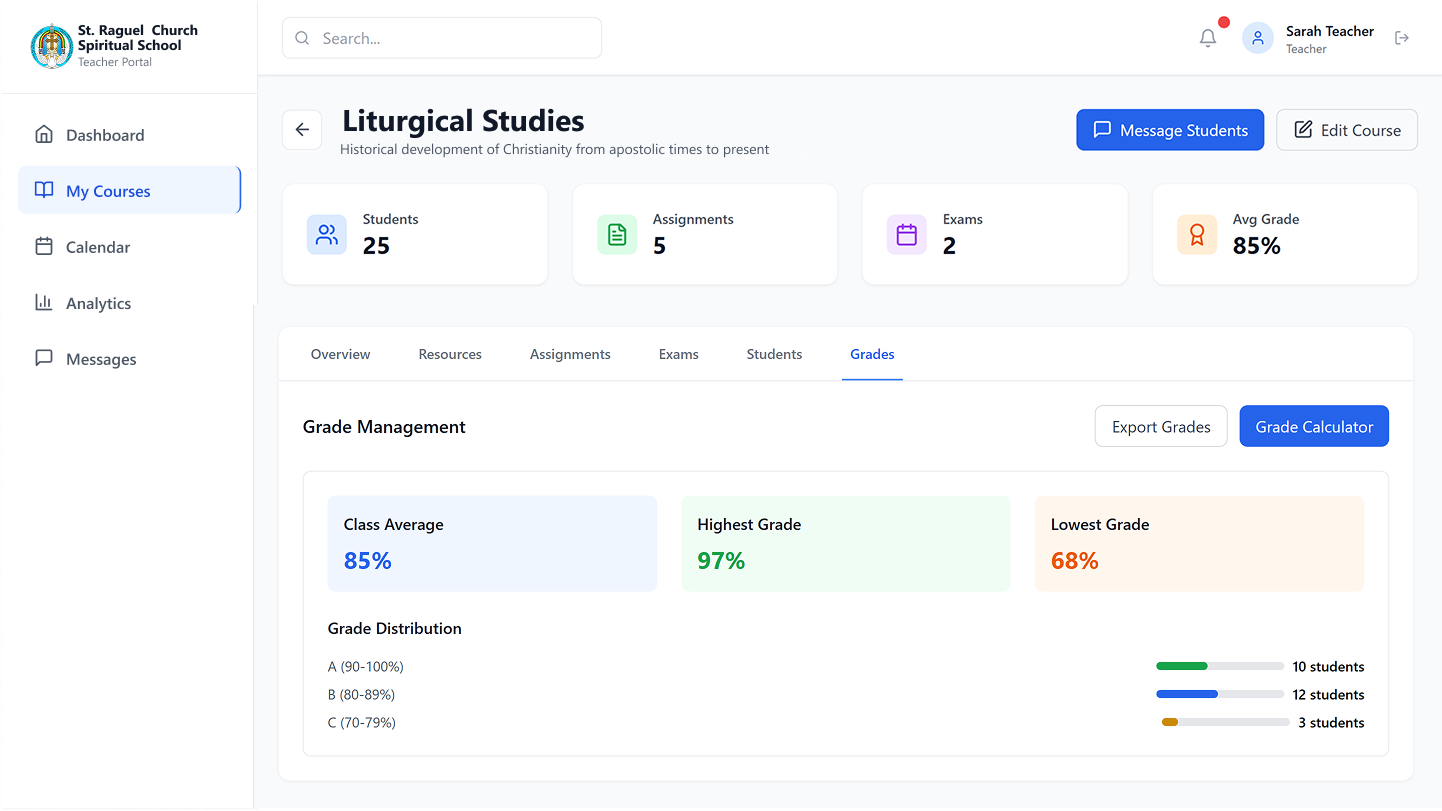 St. Raguel Church
Spiritual School
Teacher Portal
Search...
Sarah Teacher
Teacher
Dashboard
My Courses
Calendar
Analytics
Messages
Liturgical Studies
Historical development of Christianity from apostolic times to present
Message Students
Edit Course
Students
25
Assignments
5
Exams
2
Avg Grade
85%
Overview
Resources
Assignments
Exams
Students
Grades
Grade Management
Export Grades
Grade Calculator
Class Average
85%
Highest Grade
97%
Lowest Grade
68%
Grade Distribution
A (90-100%)
10 students
B (80-89%)
12 students
C (70-79%)
3 students